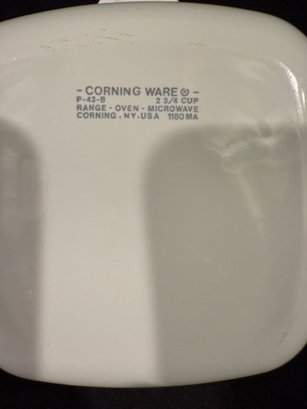 - CORNING WARE ® -
P-43-B 2 3/4 CUP
RANGE - OVEN - MICROWAVE
CORNING, NY, USA 1180MA